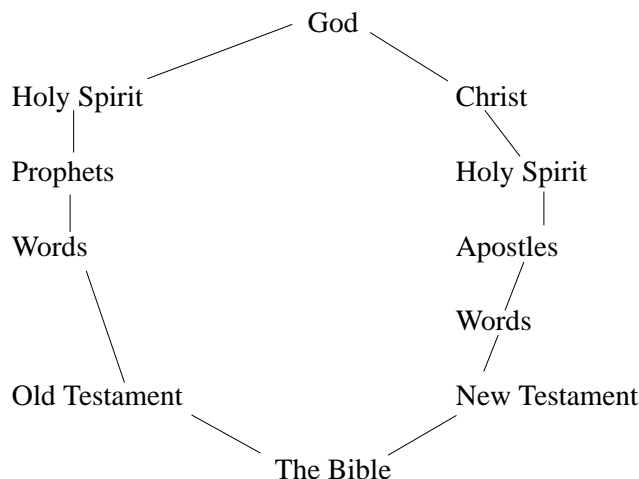 God
Holy Spirit
Christ
Prophets
Holy Spirit
Words
Apostles
Words
Old Testament
New Testament
The Bible